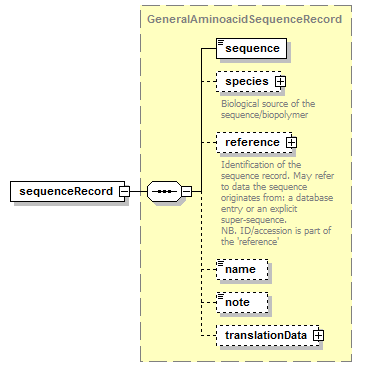 GeneralAminoacidSequenceRecord
sequence
species
Biological source of the
sequence/biopolymer
reference
Identification of the
sequence record. May refer
to data the sequence
originates from: a database
entry or an explicit
super-sequence.
NB. ID/accession is part of
the 'reference'
sequenceRecord
name
note
translationData